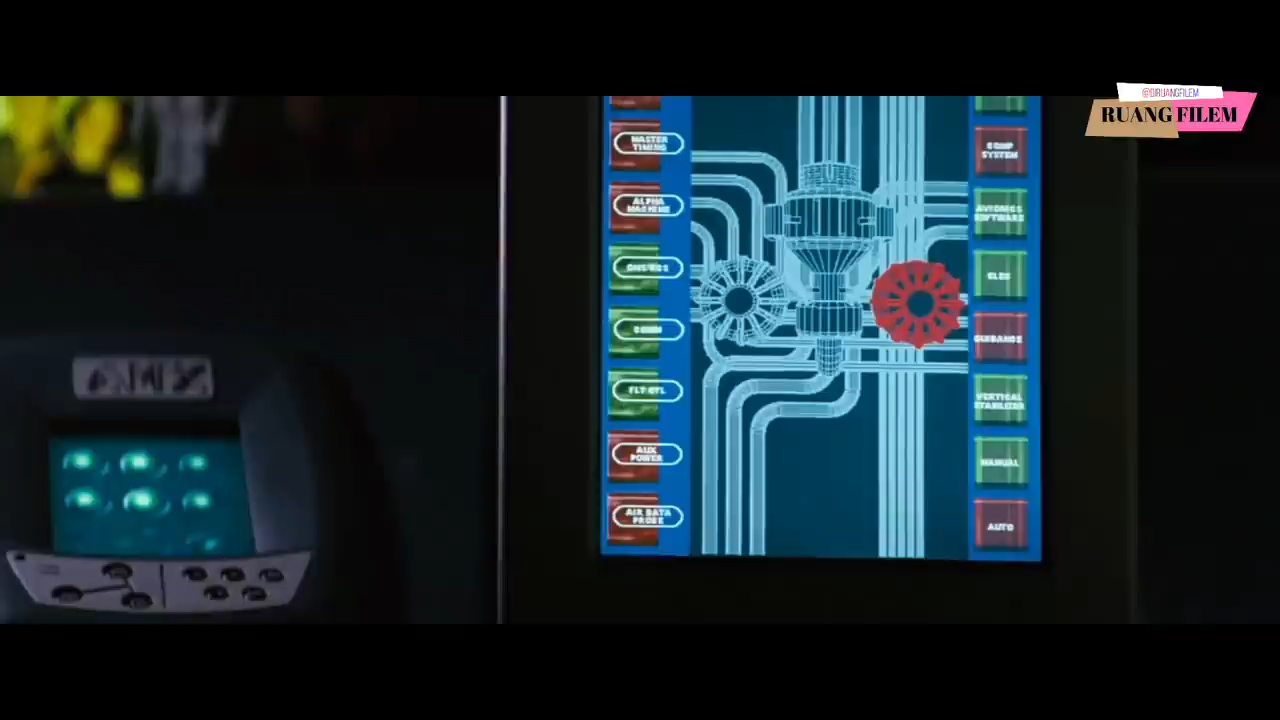 @DIRUANGFILEM
RUANG FILEM
MASTER
TIMING
COMP
SYSTEM
ALPHA
MACHINE
AVIONICS
SOFTWARE
GUIDANCE
FLT CTL
VERTICAL
STABILIZER
AUX
POWER
MANUAL
AIR DATA
PROBE
AUTO
AMX